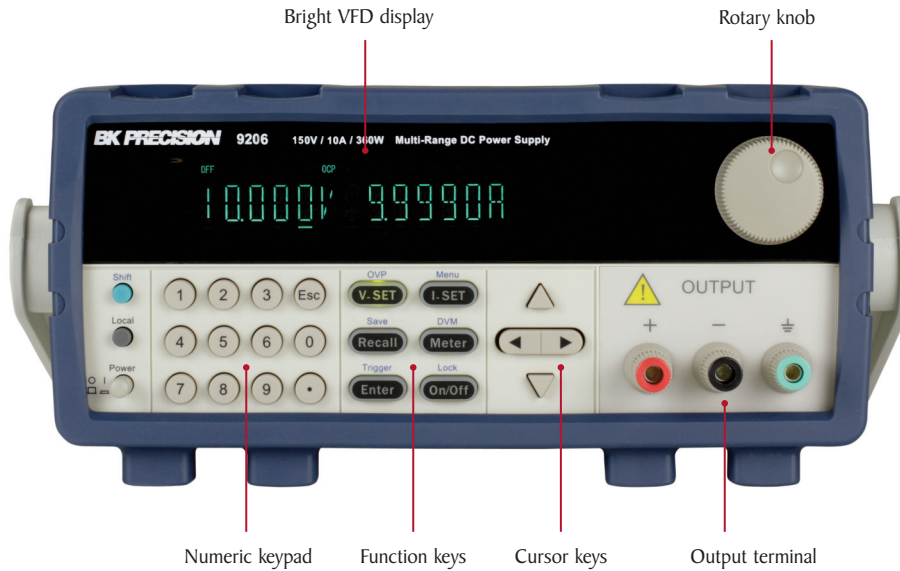 Bright VFD display
Rotary knob
BK PRECISION 9206 150V / 10A / 360W Multi-Range DC Power Supply
OFF OCP
10.000V 9.9990A
Shift
OVP Menu
1 2 3 Esc V-SET I-SET
OUTPUT
Local
Save DVM
4 5 6 0 Recall Meter
+ − 
Power
O I
Trigger Lock
7 8 9 • Enter On/Off
Numeric keypad
Function keys
Cursor keys
Output terminal